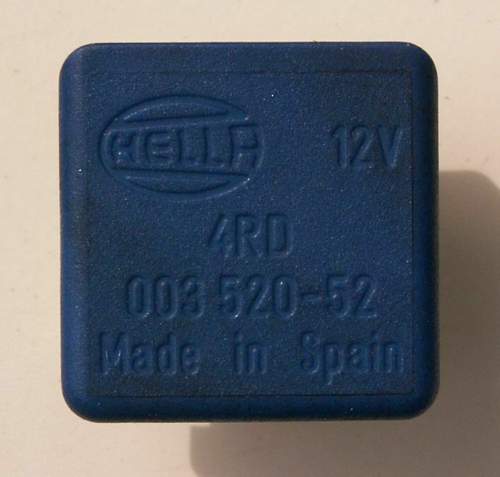 HELLA 12V
4RD
003 520-52
Made in Spain